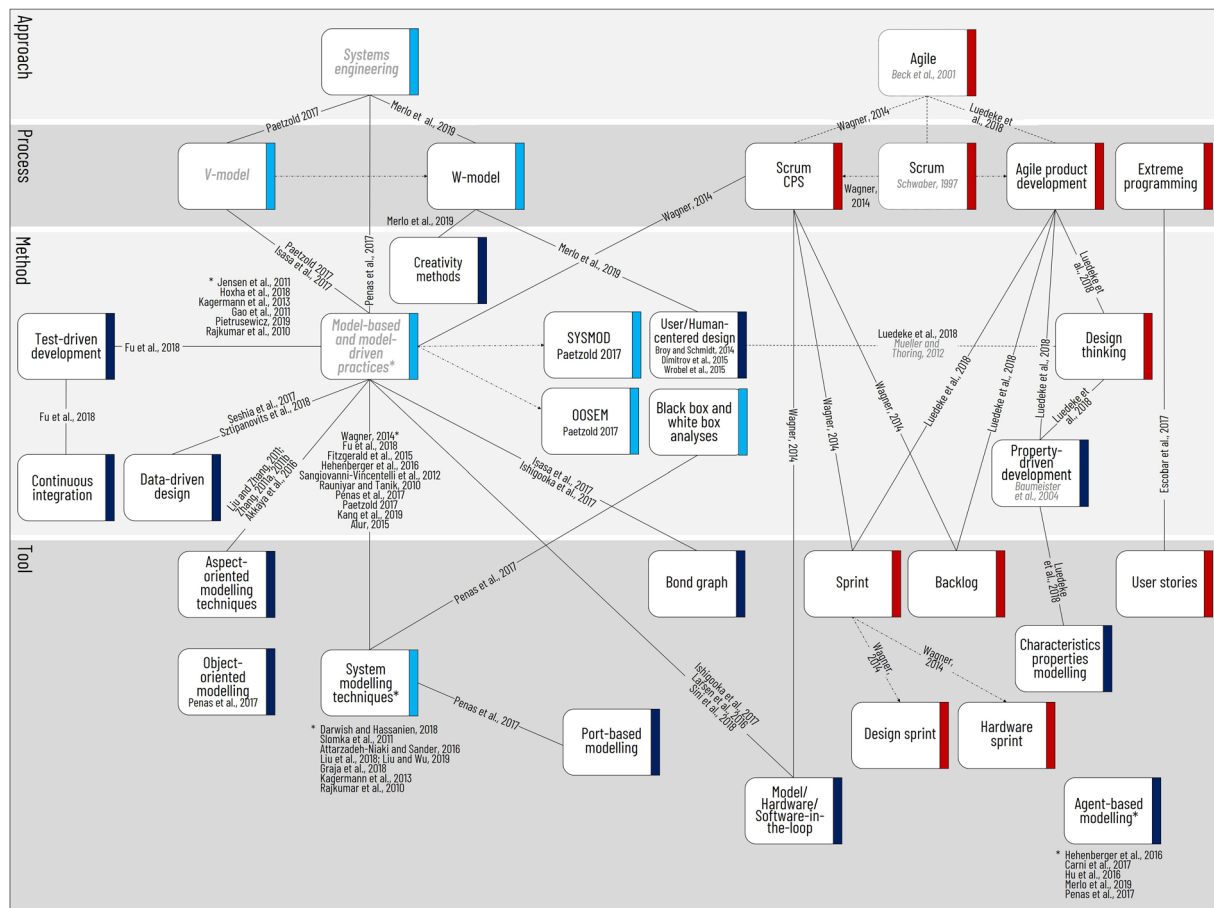 Approach
Systems
engineering
Agile
Beck et al., 2001
Paetzold 2017
Merlo et al., 2019
Wagner, 2014
Luedeke et
al., 2018
Process
V-model
W-model
Scrum
CPS
Wagner,
2014
Scrum
Schwaber, 1997
Agile product
development
Extreme
programming
Merlo et al., 2019
Wagner, 2014
Method
Paetzold 2017
Isasa et al., 2017
Penas et al., 2017
Creativity
methods
Merlo et al., 2019
Luedeke et
al., 2018
* Jensen et al., 2011
Hoxha et al., 2018
Kagermann et al., 2013
Gao et al., 2011
Pietrusewicz, 2019
Rajkumar et al., 2010
Test-driven
development
Fu et al., 2018
Model-based and
model-driven
practices*
SYSMOD
Paetzold 2017
User/Human-
centered design
Broy and Schmidt, 2014
Dimitrov et al., 2015
Wrobel et al., 2015
Luedeke et al., 2018
Mueller and
Thoring, 2012
Design
thinking
Fu et al., 2018
Seshia et al., 2017
Sztipanovits et al., 2018
OOSEM
Paetzold 2017
Black box and
white box
analyses
Wagner, 2014
Wagner, 2014
Wagner, 2014
Luedeke et al., 2018
Luedeke et al., 2018
Luedeke et al., 2018
Luedeke et
al., 2018
Escobar et al., 2017
Continuous
integration
Data-driven
design
Liu and Zhang, 2011;
Zhang, 2011a, 2011b
Akkaya et al., 2016
Wagner, 2014*
Fu et al., 2018
Fitzgerald et al., 2015
Hehenberger et al., 2016
Sangiovanni-Vincentelli et al., 2012
Rauniyar and Tanik, 2010
Penas et al., 2017
Paetzold 2017
Kang et al., 2019
Alur, 2015
Isasa et al., 2017
Ishigooka et al., 2017
Property-driven
development
Baumeister
et al., 2004
Tool
Aspect-
oriented
modelling
techniques
Penas et al., 2017
Bond graph
Sprint
Backlog
Luedeke
et al., 2018
User stories
Object-
oriented
modelling
Penas et al., 2017
System
modelling
techniques*
Penas et al., 2017
Ishigooka et al., 2017
Larsen et al., 2016
Sini et al., 2018
Wagner,
2014
Wagner,
2014
Characteristics
properties
modelling
* Darwish and Hassanien, 2018
Slomka et al., 2011
Attarzadeh-Niaki and Sander, 2016
Liu et al., 2018; Liu and Wu, 2019
Graja et al., 2018
Kagermann et al., 2013
Rajkumar et al., 2010
Port-based
modelling
Design sprint
Hardware
sprint
Model/
Hardware/
Software-in-
the-loop
Agent-based
modelling*
* Hehenberger et al., 2016
Carni et al., 2017
Hu et al., 2016
Merlo et al., 2019
Penas et al., 2017